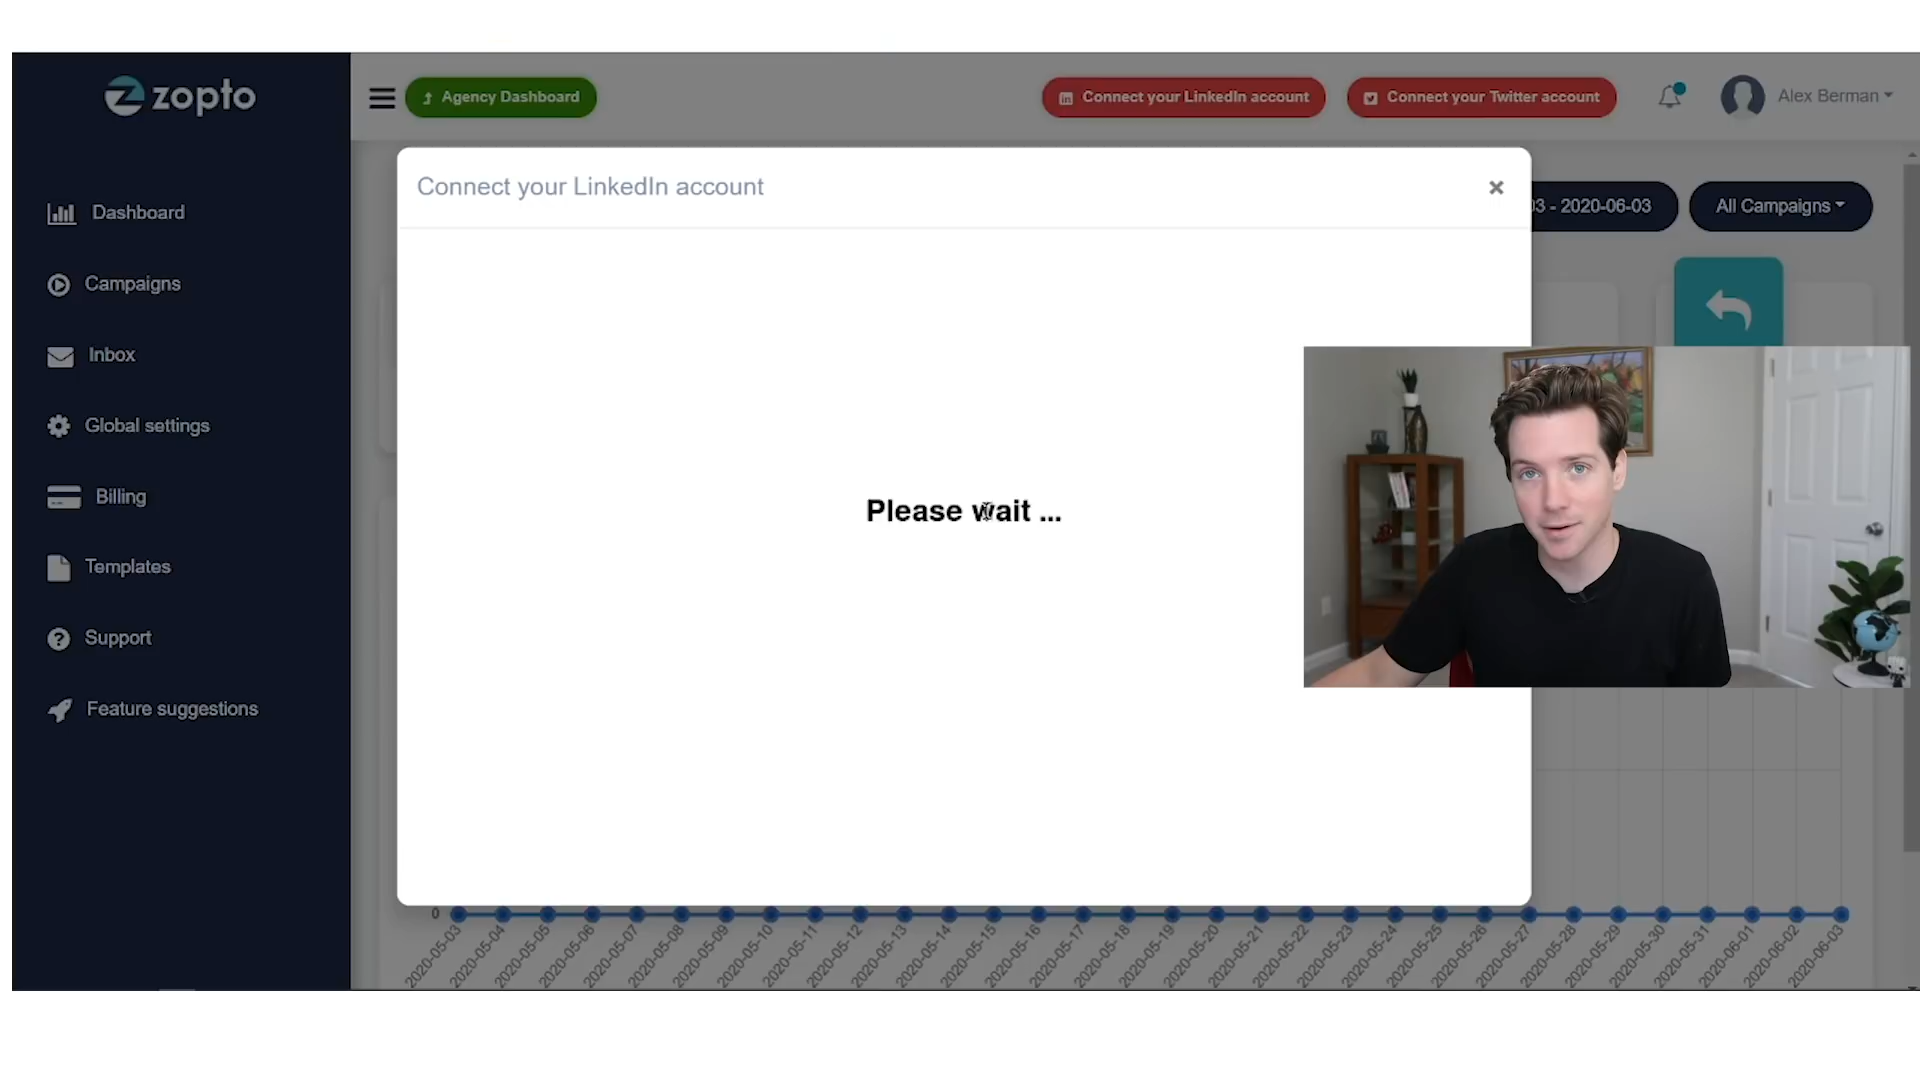 zopto
Agency Dashboard
Connect your LinkedIn account
Connect your Twitter account
Alex Berman
Dashboard
Campaigns
Inbox
Global settings
Billing
Templates
Support
Feature suggestions
Connect your LinkedIn account
×
03 - 2020-06-03
All Campaigns
Please wait ...
0
2020-05-03
2020-05-04
2020-05-05
2020-05-06
2020-05-07
2020-05-08
2020-05-09
2020-05-10
2020-05-11
2020-05-12
2020-05-13
2020-05-14
2020-05-15
2020-05-16
2020-05-17
2020-05-18
2020-05-19
2020-05-20
2020-05-21
2020-05-22
2020-05-23
2020-05-24
2020-05-25
2020-05-26
2020-05-27
2020-05-28
2020-05-29
2020-05-30
2020-05-31
2020-06-01
2020-06-02
2020-06-03